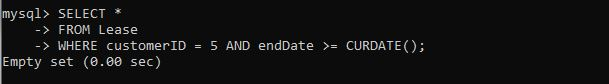 mysql> SELECT *
    -> FROM Lease
    -> WHERE customerID = 5 AND endDate >= CURDATE();
Empty set (0.00 sec)